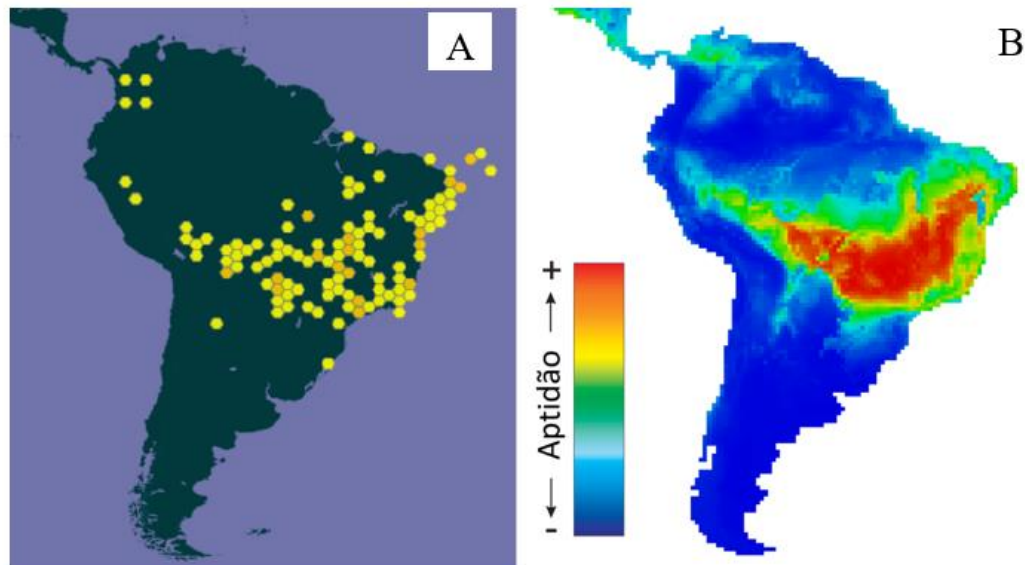 A
B
- ← Aptidão → +